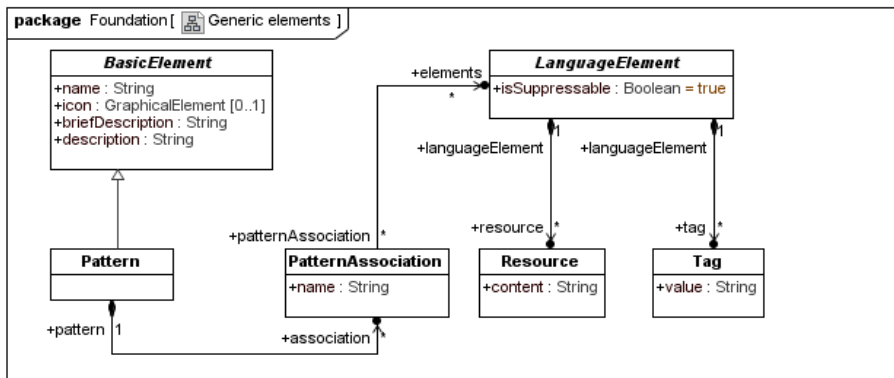 package Foundation [ Generic elements ]
BasicElement
+name : String
+icon : GraphicalElement [0..1]
+briefDescription : String
+description : String
+elements
*
LanguageElement
+isSuppressable : Boolean = true
1
+languageElement
1
+languageElement
+patternAssociation
*
+resource
*
+tag
*
Pattern
PatternAssociation
+name : String
Resource
+content : String
Tag
+value : String
+pattern
1
+association
*